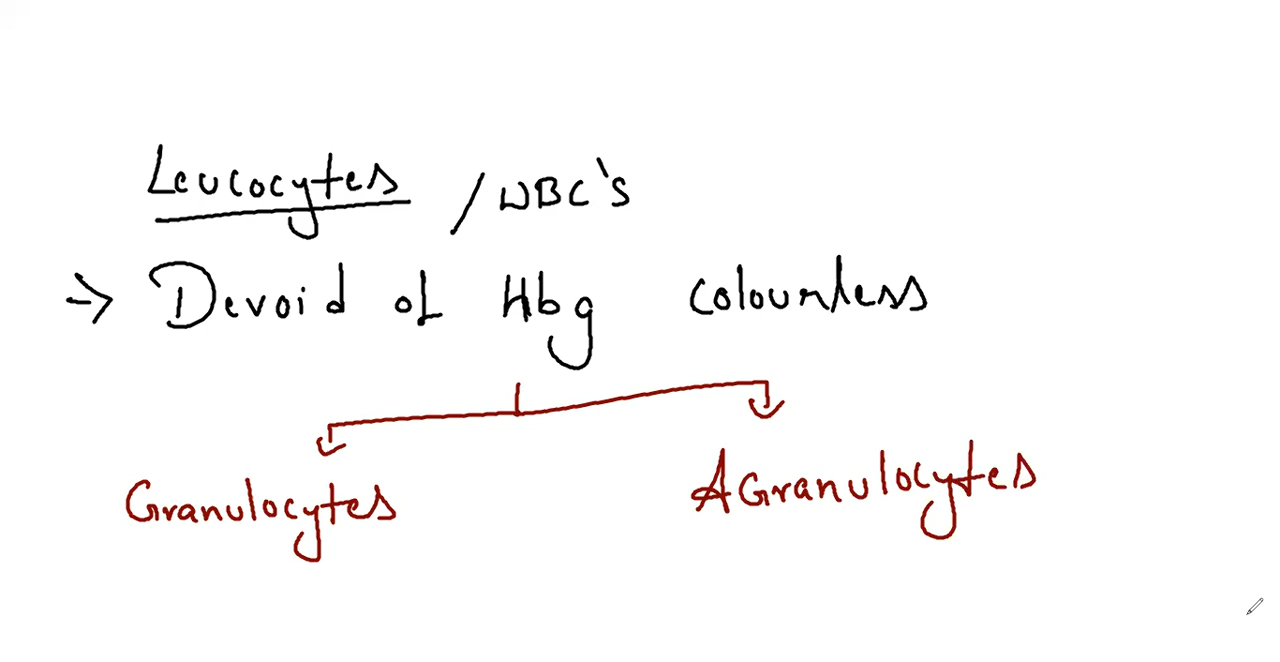 Leucocytes / WBC's
→ Devoid of Hbg colourless
Granulocytes AGranulocytes